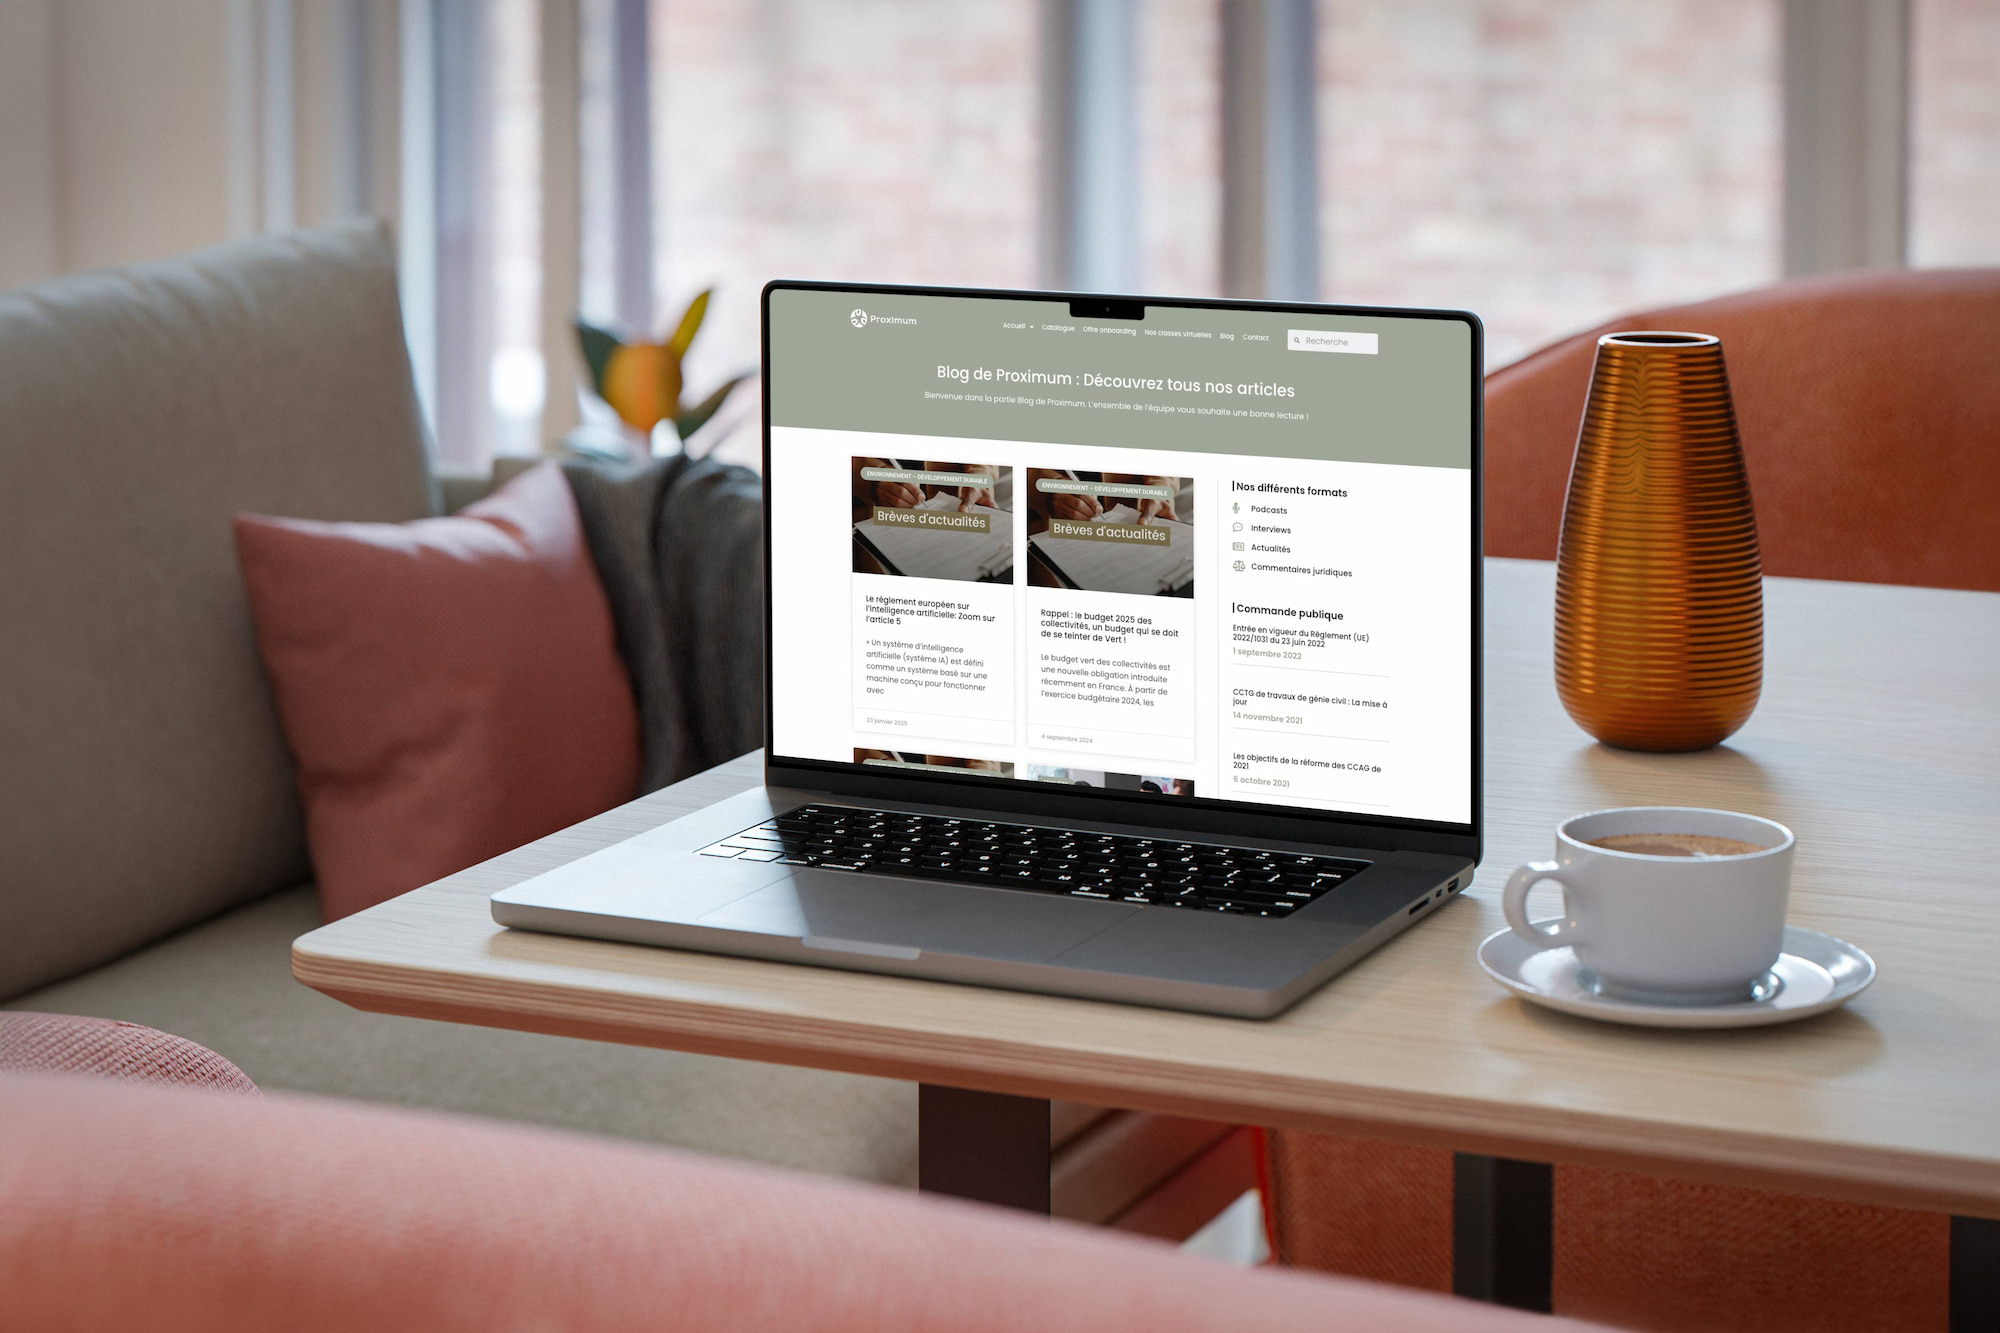 Proximum
Accueil Catalogue Offre onboarding Nos classes virtuelles Blog Contact
Recherche
Blog de Proximum : Découvrez tous nos articles
Bienvenue dans la partie Blog de Proximum. L'ensemble de l'équipe vous souhaite une bonne lecture !
ENVIRONNEMENT - DÉVELOPPEMENT DURABLE
Brèves d'actualités
Le règlement européen sur
l'intelligence artificielle: Zoom sur
l'article 5
« Un système d'intelligence
artificielle (système IA) est défini
comme un système basé sur une
machine conçu pour fonctionner
avec
23 janvier 2025
ENVIRONNEMENT - DÉVELOPPEMENT DURABLE
Brèves d'actualités
Rappel : le budget 2025 des
collectivités, un budget qui se doit
de se teinter de Vert !
Le budget vert des collectivités est
une nouvelle obligation introduite
récemment en France. À partir de
l'exercice budgétaire 2024, les
4 septembre 2024
Nos différents formats
Podcasts
Interviews
Actualités
Commentaires juridiques
Commande publique
Entrée en vigueur du Règlement (UE)
2022/1031 du 23 juin 2022
1 septembre 2022
CCTG de travaux de génie civil : La mise à
jour
14 novembre 2021
Les objectifs de la réforme des CCAG de
2021
6 octobre 2021